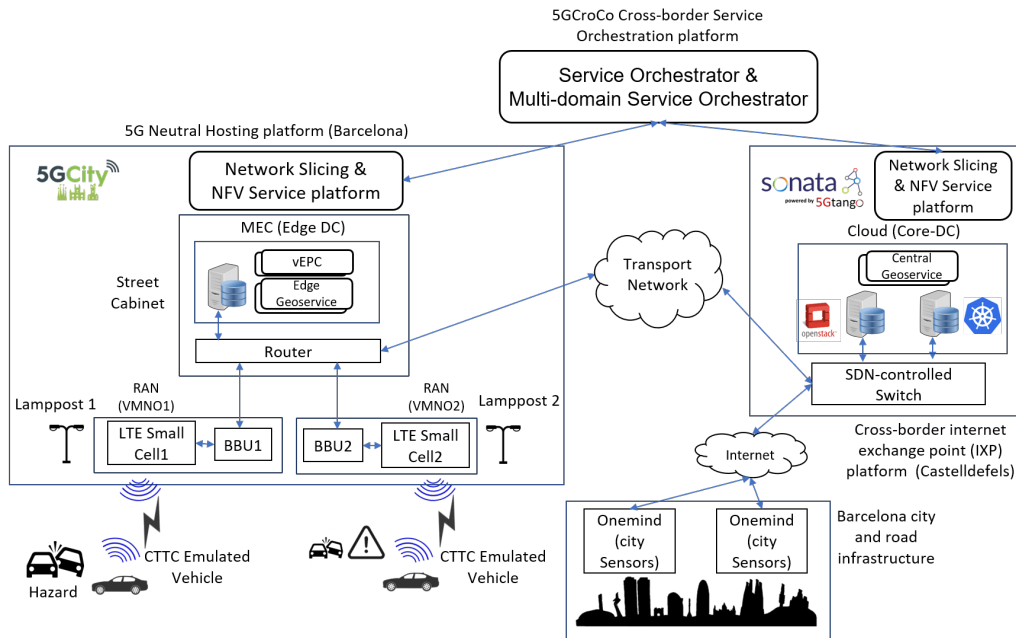 5GCroCo Cross-border Service
Orchestration platform
Service Orchestrator &
Multi-domain Service Orchestrator
5G Neutral Hosting platform (Barcelona)
5GCity
Network Slicing &
NFV Service platform
MEC (Edge DC)
vEPC
Edge
Geoservice
Street
Cabinet
Router
RAN
(VMNO1)
RAN
(VMNO2)
Lamppost 1
Lamppost 2
LTE Small
Cell1
BBU1
BBU2
LTE Small
Cell2
CTTC Emulated
Vehicle
Hazard
CTTC Emulated
Vehicle
Transport
Network
sonata
powered by 5Gtango
Network Slicing
& NFV Service
platform
Cloud (Core-DC)
Central
Geoservice
openstack
SDN-controlled
Switch
Cross-border internet
exchange point (IXP)
platform (Castelldefels)
Internet
Onemind
(city
Sensors)
Onemind
(city
Sensors)
Barcelona city
and road
infrastructure